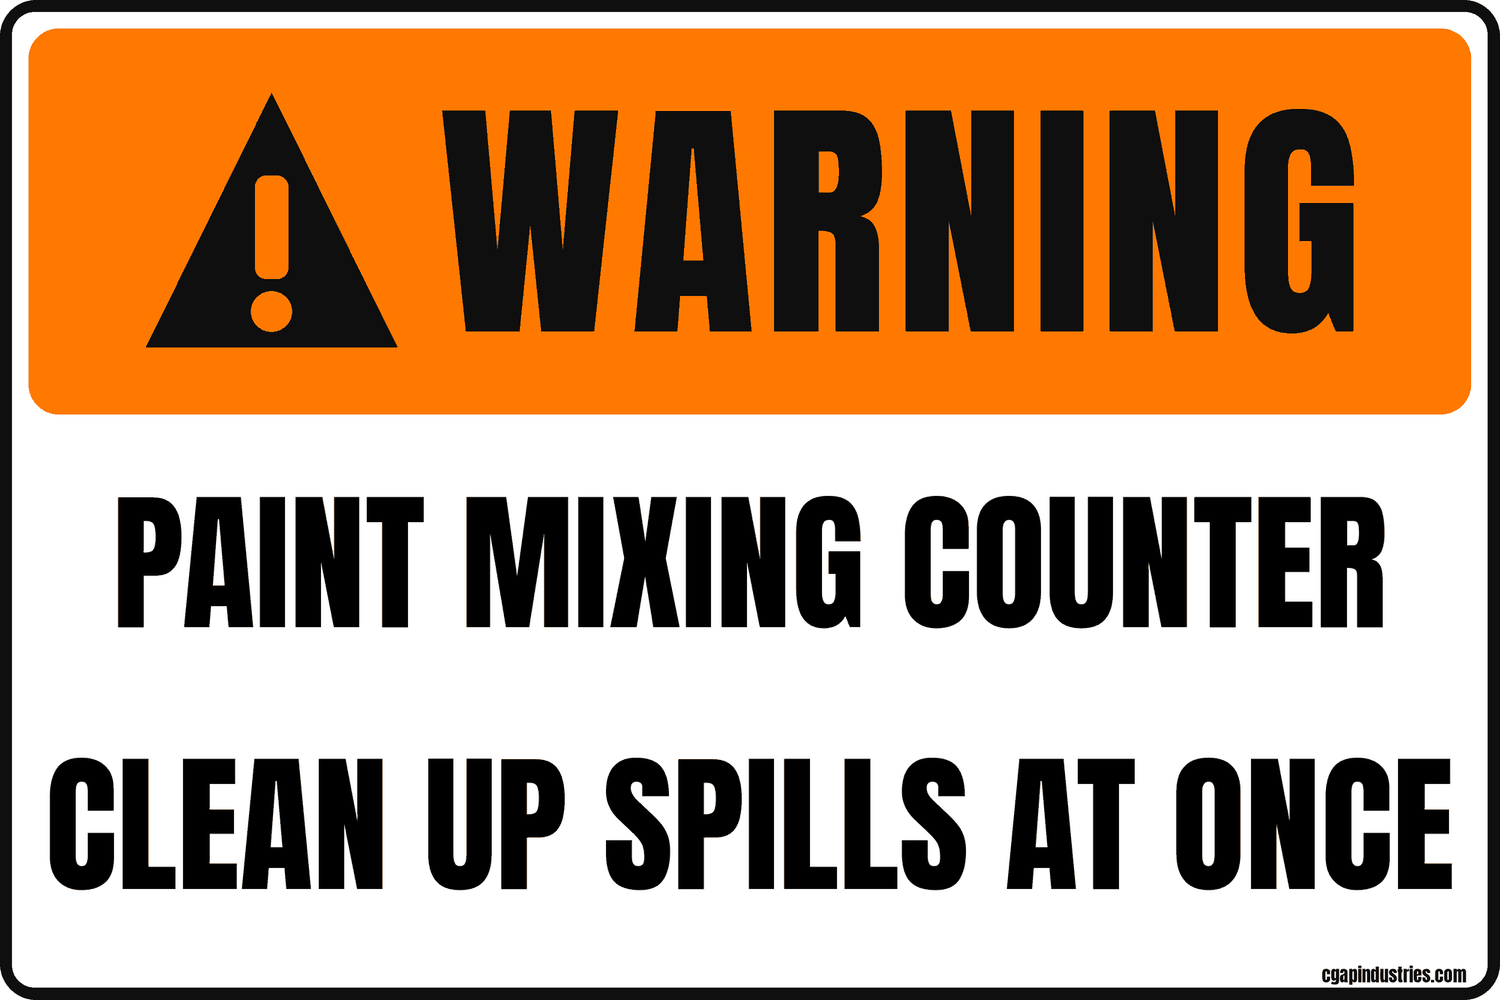 WARNING
PAINT MIXING COUNTER
CLEAN UP SPILLS AT ONCE
cgapindustries.com